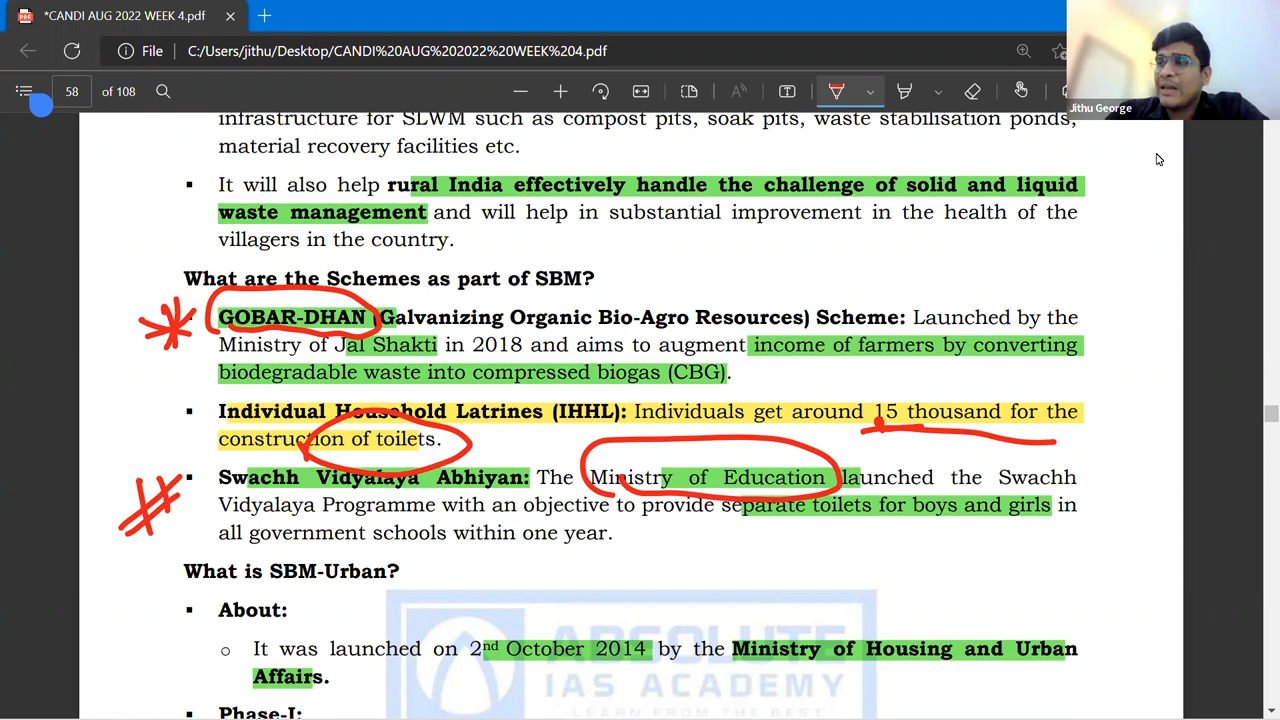 *CANDI AUG 2022 WEEK 4.pdf
File C:/Users/jithu/Desktop/CANDI%20AUG%202022%20WEEK%204.pdf
58 of 108
Jithu George
infrastructure for SLWM such as compost pits, soak pits, waste stabilisation ponds,
material recovery facilities etc.
▪ It will also help rural India effectively handle the challenge of solid and liquid
waste management and will help in substantial improvement in the health of the
villagers in the country.
What are the Schemes as part of SBM?
GOBAR-DHAN (Galvanizing Organic Bio-Agro Resources) Scheme: Launched by the
Ministry of Jal Shakti in 2018 and aims to augment income of farmers by converting
biodegradable waste into compressed biogas (CBG).
▪ Individual Household Latrines (IHHL): Individuals get around 15 thousand for the
construction of toilets.
▪ Swachh Vidyalaya Abhiyan: The Ministry of Education launched the Swachh
Vidyalaya Programme with an objective to provide separate toilets for boys and girls in
all government schools within one year.
What is SBM-Urban?
▪ About:
o It was launched on 2nd October 2014 by the Ministry of Housing and Urban
Affairs.
▪ Phase-I:
ABSOLUTE
IAS ACADEMY
LEARN FROM THE BEST